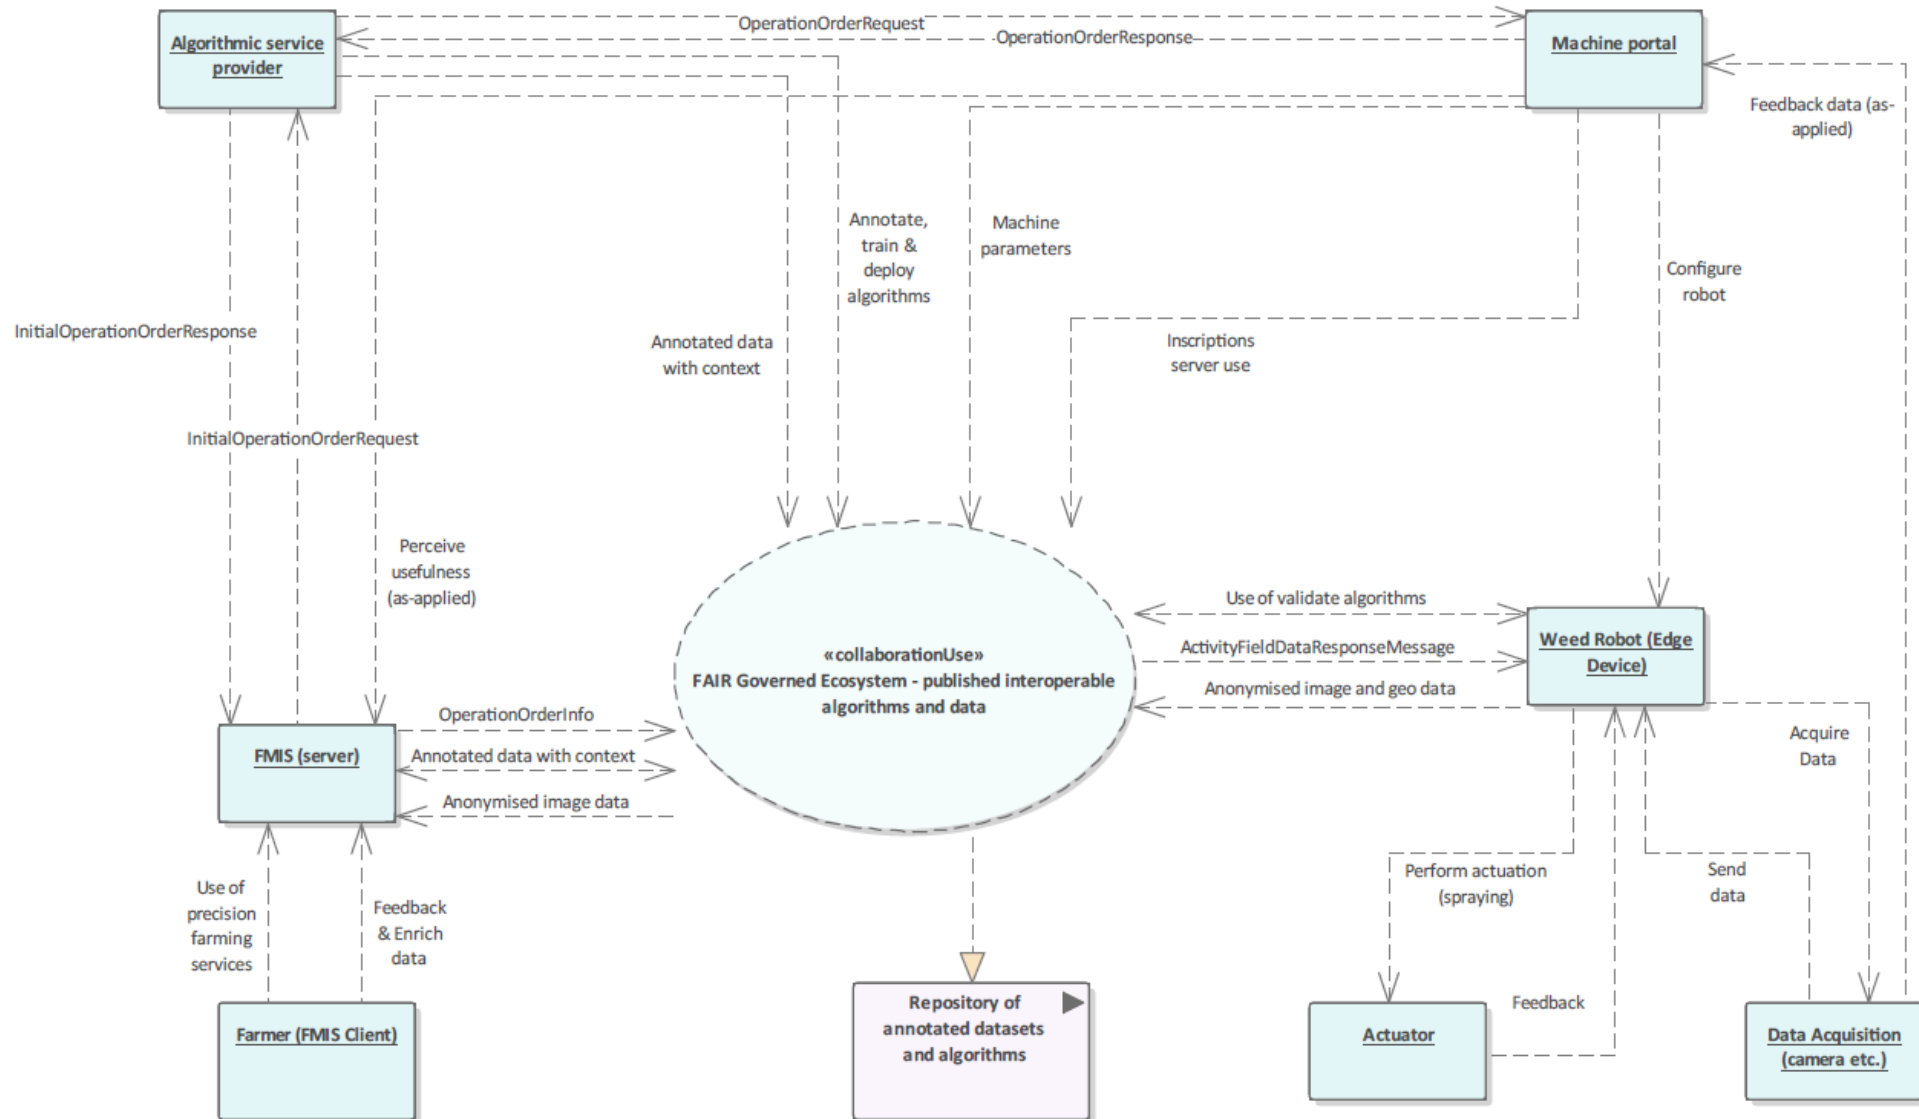 OperationOrderRequest
OperationOrderResponse
Algorithmic service
provider
Machine portal
Feedback data (as-
applied)
Annotate,
train &
deploy
algorithms
Machine
parameters
Configure
robot
InitialOperationOrderResponse
Annotated data
with context
Inscriptions
server use
InitialOperationOrderRequest
Perceive
usefulness
(as-applied)
Use of validate algorithms
«collaborationUse»
FAIR Governed Ecosystem - published interoperable
algorithms and data
ActivityFieldDataResponseMessage
Weed Robot (Edge
Device)
Anonymised image and geo data
OperationOrderInfo
FMIS (server)
Annotated data with context
Anonymised image data
Acquire
Data
Use of
precision
farming
services
Feedback
& Enrich
data
Perform actuation
(spraying)
Send
data
Farmer (FMIS Client)
Repository of
annotated datasets
and algorithms
Feedback
Actuator
Data Acquisition
(camera etc.)